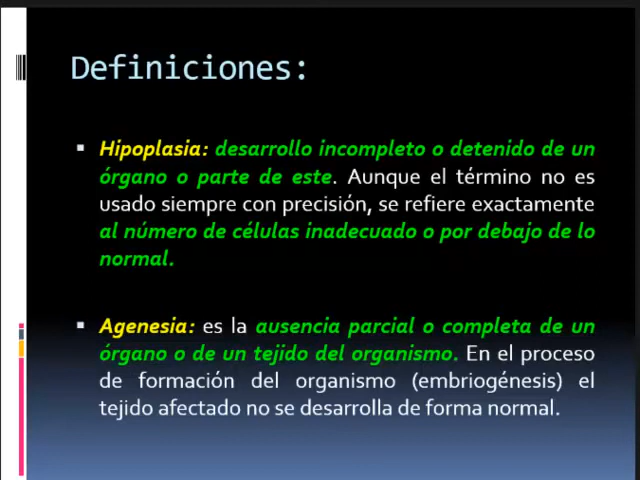 Definiciones:
▪ Hipoplasia: desarrollo incompleto o detenido de un
órgano o parte de este. Aunque el término no es
usado siempre con precisión, se refiere exactamente
al número de células inadecuado o por debajo de lo
normal.
▪ Agenesia: es la ausencia parcial o completa de un
órgano o de un tejido del organismo. En el proceso
de formación del organismo (embriogénesis) el
tejido afectado no se desarrolla de forma normal.